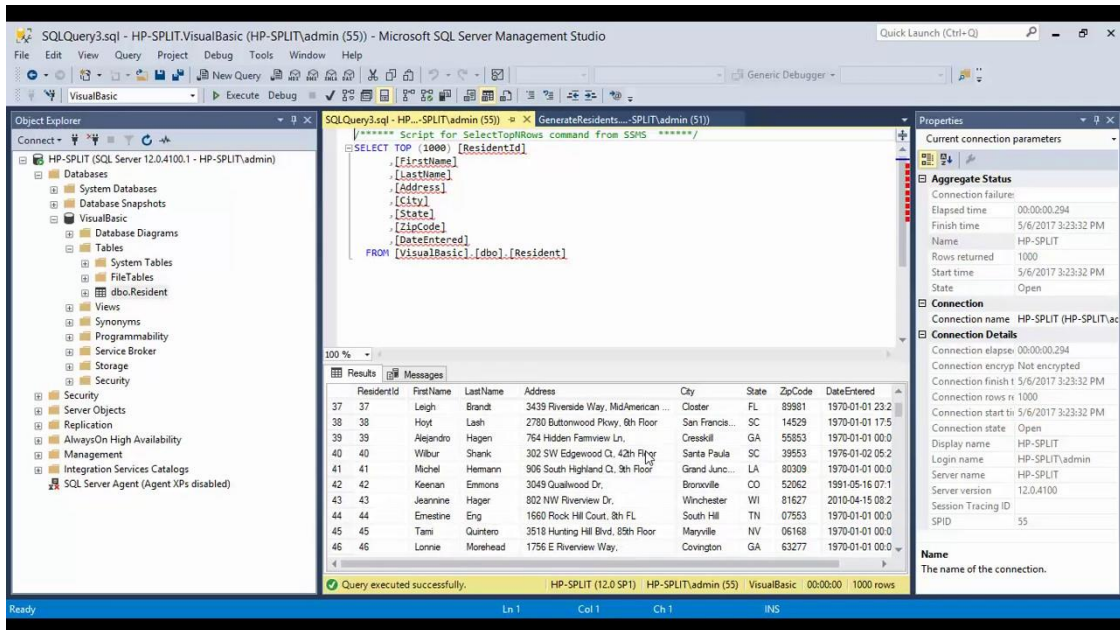 SQLQuery3.sql - HP-SPLIT.VisualBasic (HP-SPLIT\admin (55)) - Microsoft SQL Server Management Studio
Quick Launch (Ctrl+Q)
File Edit View Query Project Debug Tools Window Help
New Query
Generic Debugger
VisualBasic
Execute Debug
Object Explorer
Connect
HP-SPLIT (SQL Server 12.0.4100.1 - HP-SPLIT\admin)
Databases
System Databases
Database Snapshots
VisualBasic
Database Diagrams
Tables
System Tables
FileTables
dbo.Resident
Views
Synonyms
Programmability
Service Broker
Storage
Security
Security
Server Objects
Replication
AlwaysOn High Availability
Management
Integration Services Catalogs
SQL Server Agent (Agent XPs disabled)
SQLQuery3.sql - HP...-SPLIT\admin (55)) GenerateResidents....-SPLIT\admin (51))
/****** Script for SelectTopNRows command from SSMS ******/
SELECT TOP (1000) [ResidentId]
,[FirstName]
,[LastName]
,[Address]
,[City]
,[State]
,[ZipCode]
,[DateEntered]
FROM [VisualBasic].[dbo].[Resident]
100 %
Results Messages
ResidentId FirstName LastName Address City State ZipCode DateEntered
37 37 Leigh Brandt 3439 Riverside Way, MidAmerican ... Closter FL 89981 1970-01-01 23:2
38 38 Hoyt Lash 2780 Buttonwood Pkwy, 6th Floor San Francis... SC 14529 1970-01-01 17:5
39 39 Alejandro Hagen 764 Hidden Farmview Ln, Cresskill GA 55853 1970-01-01 00:0
40 40 Wilbur Shank 302 SW Edgewood Ct, 42th Floor Santa Paula SC 39553 1976-01-02 05:2
41 41 Michel Hermann 906 South Highland Ct, 9th Floor Grand Junc... LA 80309 1970-01-01 00:0
42 42 Keenan Emmons 3049 Quailwood Dr, Bronxville CO 52062 1991-05-16 07:1
43 43 Jeannine Hager 802 NW Riverview Dr, Winchester WI 81627 2010-04-15 08:2
44 44 Ernestine Eng 1660 Rock Hill Court, 8th FL South Hill TN 07553 1970-01-01 00:0
45 45 Tami Quintero 3518 Hunting Hill Blvd, 85th Floor Maryville NV 06168 1970-01-01 00:0
46 46 Lonnie Morehead 1756 E Riverview Way, Covington GA 63277 1970-01-01 00:0
Query executed successfully. HP-SPLIT (12.0 SP1) HP-SPLIT\admin (55) VisualBasic 00:00:00 1000 rows
Properties
Current connection parameters
Aggregate Status
Connection failure:
Elapsed time 00:00:00.294
Finish time 5/6/2017 3:23:32 PM
Name HP-SPLIT
Rows returned 1000
Start time 5/6/2017 3:23:32 PM
State Open
Connection
Connection name HP-SPLIT (HP-SPLIT\ac
Connection Details
Connection elapse 00:00:00.294
Connection encryp Not encrypted
Connection finish t 5/6/2017 3:23:32 PM
Connection rows re 1000
Connection start ti 5/6/2017 3:23:32 PM
Connection state Open
Display name HP-SPLIT
Login name HP-SPLIT\admin
Server name HP-SPLIT
Server version 12.0.4100
Session Tracing ID
SPID 55
Name
The name of the connection.
Ready Ln 1 Col 1 Ch 1 INS